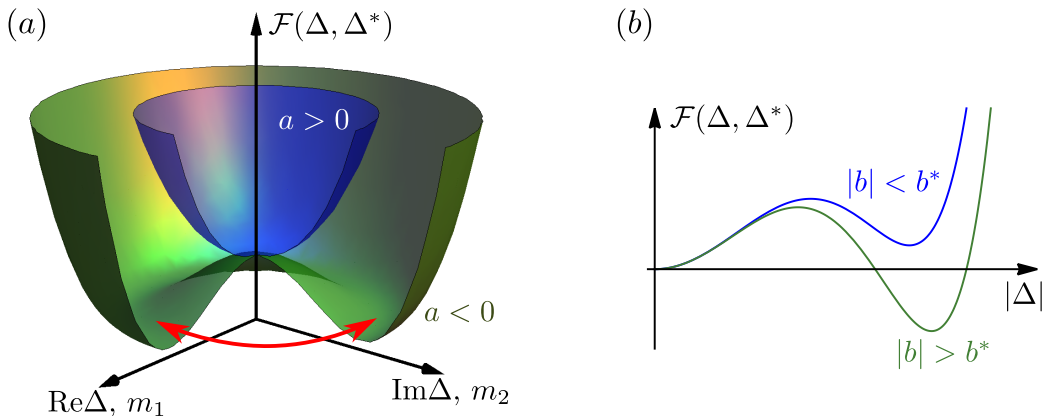 (a)
ℱ(Δ, Δ*)
a > 0
a < 0
ReΔ, m₁
ImΔ, m₂
(b)
ℱ(Δ, Δ*)
|b| < b*
|Δ|
|b| > b*